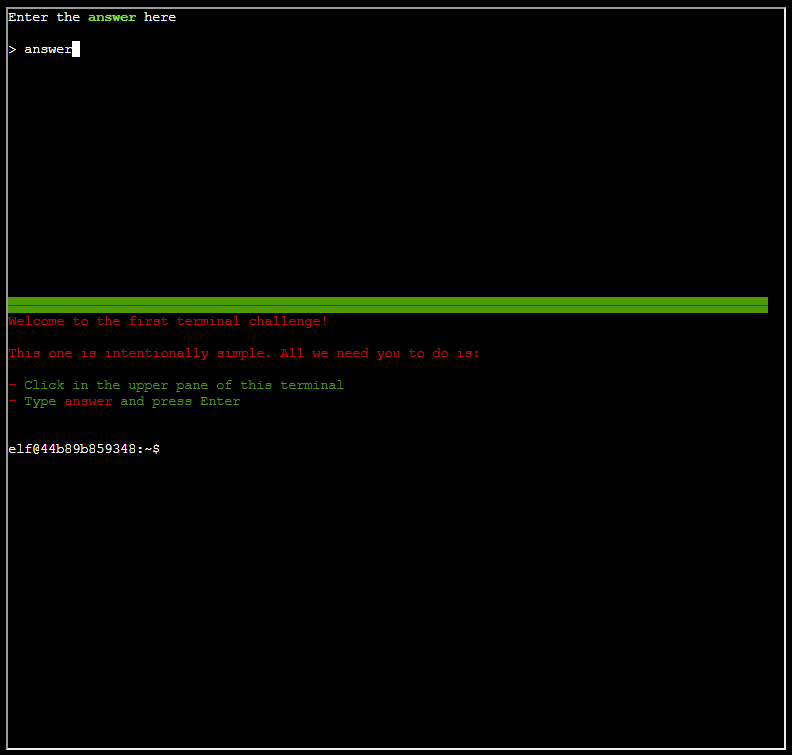 Enter the answer here
> answer
Welcome to the first terminal challenge!
This one is intentionally simple. All we need you to do is:
- Click in the upper pane of this terminal
- Type answer and press Enter
elf@44b89b859348:~$